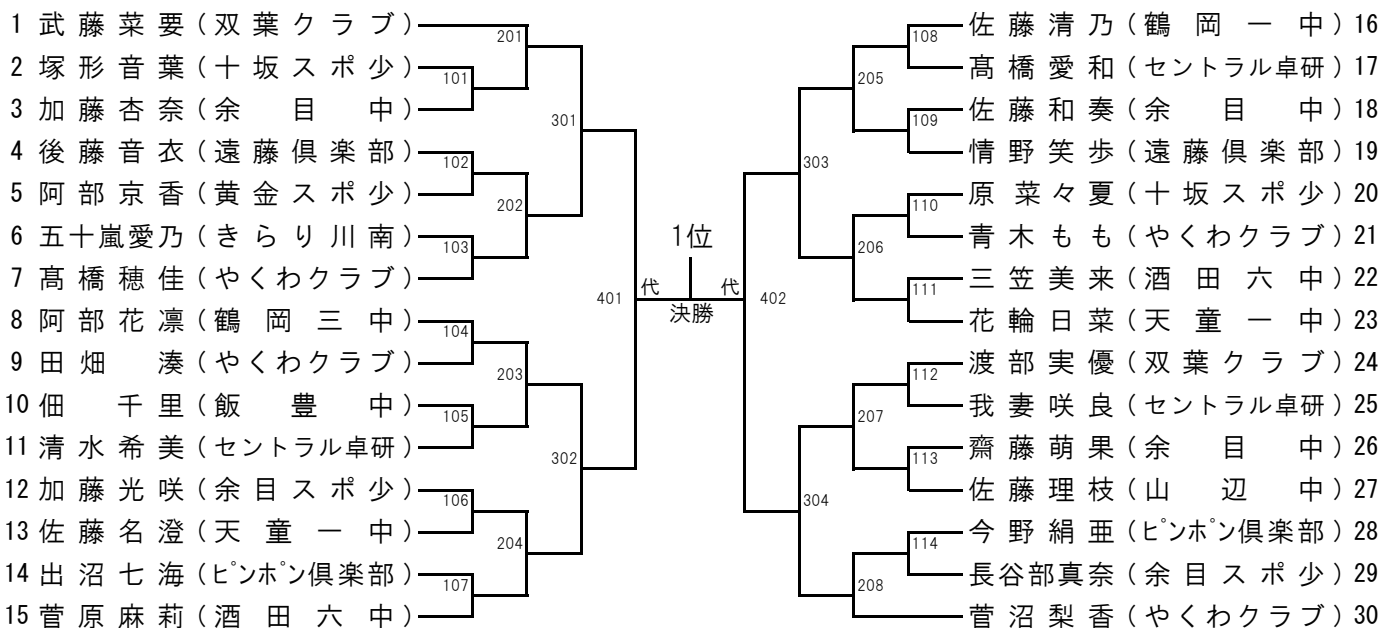 1 武藤菜要(双葉クラブ)
2 塚形音葉(十坂スポ少)
3 加藤杏奈(余目中)
4 後藤音衣(遠藤倶楽部)
5 阿部京香(黄金スポ少)
6 五十嵐愛乃(きらり川南)
7 髙橋穂佳(やくわクラブ)
8 阿部花凛(鶴岡三中)
9 田畑湊(やくわクラブ)
10 佃千里(飯豊中)
11 清水希美(セントラル卓研)
12 加藤光咲(余目スポ少)
13 佐藤名澄(天童一中)
14 出沼七海(ピンポン倶楽部)
15 菅原麻莉(酒田六中)
201
101
102
202
103
104
203
105
106
204
107
301
302
401
代
1位
決勝
代
402
303
304
205
206
207
208
108
109
110
111
112
113
114
佐藤清乃(鶴岡一中) 16
髙橋愛和(セントラル卓研) 17
佐藤和奏(余目中) 18
情野笑歩(遠藤倶楽部) 19
原菜々夏(十坂スポ少) 20
青木もも(やくわクラブ) 21
三笠美来(酒田六中) 22
花輪日菜(天童一中) 23
渡部実優(双葉クラブ) 24
我妻咲良(セントラル卓研) 25
齋藤萌果(余目中) 26
佐藤理枝(山辺中) 27
今野絹亜(ピンポン倶楽部) 28
長谷部真奈(余目スポ少) 29
菅沼梨香(やくわクラブ) 30